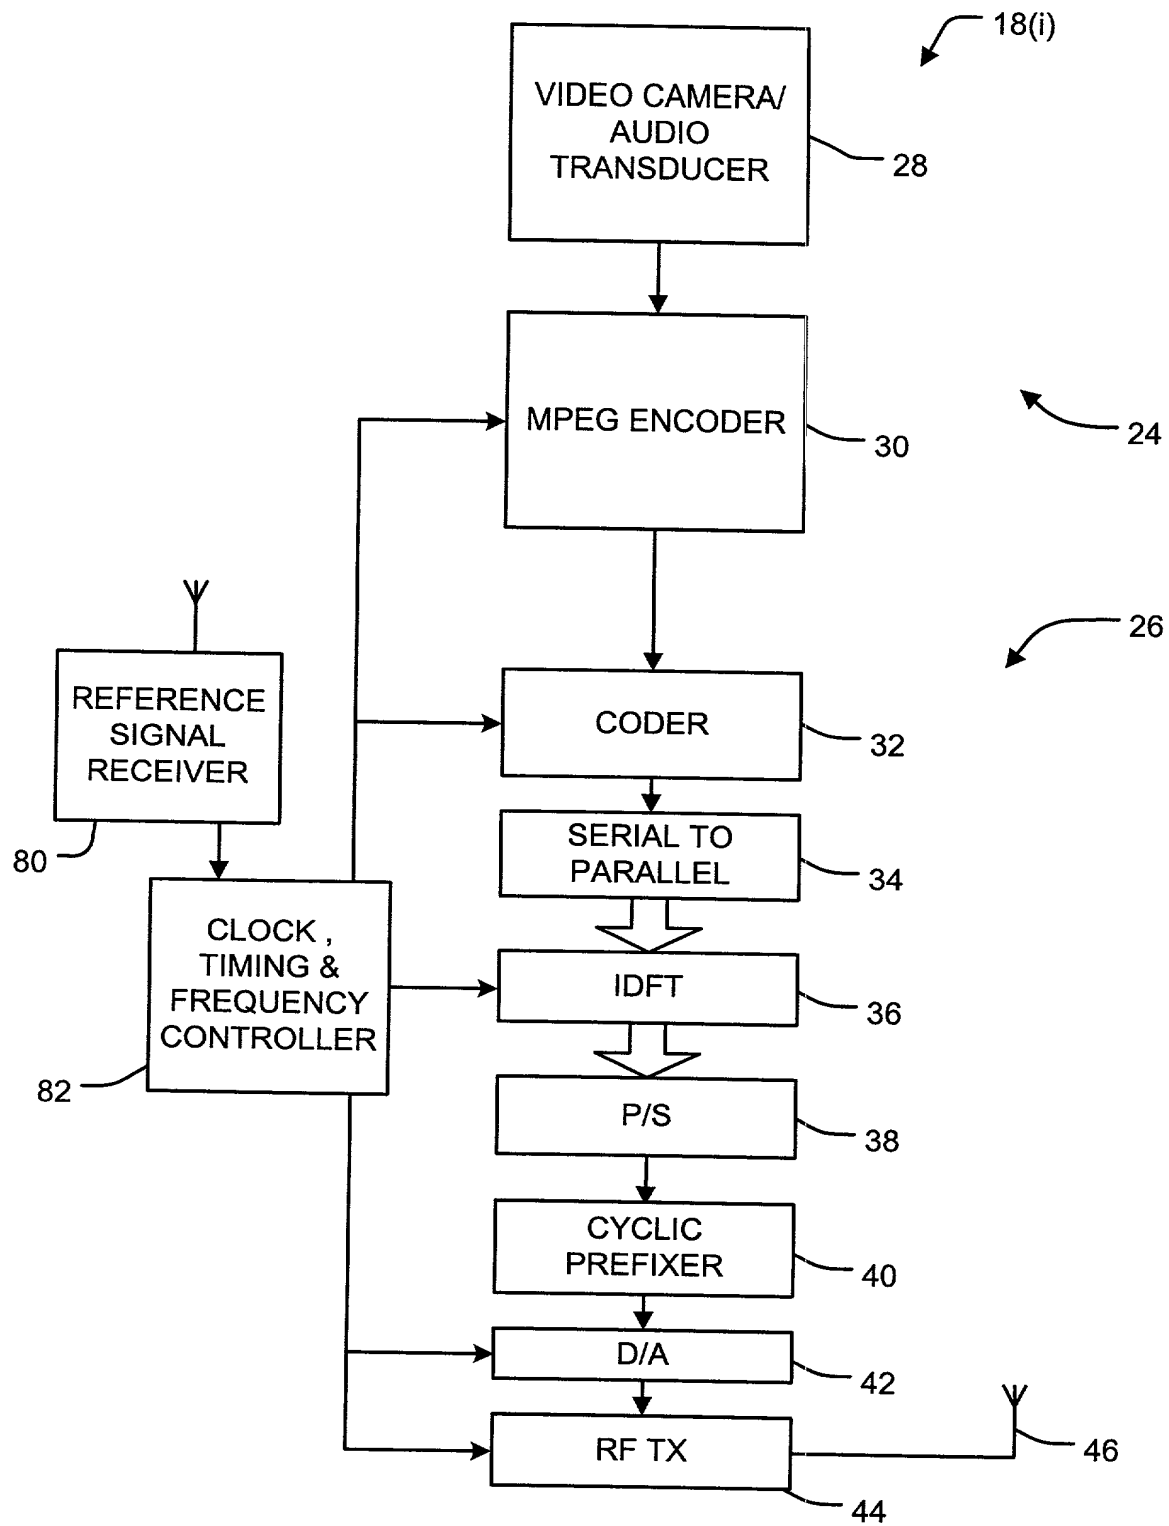 18(i)
VIDEO CAMERA/
AUDIO
TRANSDUCER
28
MPEG ENCODER
30
24
26
REFERENCE
SIGNAL
RECEIVER
80
CODER
32
SERIAL TO
PARALLEL
34
CLOCK ,
TIMING &
FREQUENCY
CONTROLLER
82
IDFT
36
P/S
38
CYCLIC
PREFIXER
40
D/A
42
RF TX
44
46